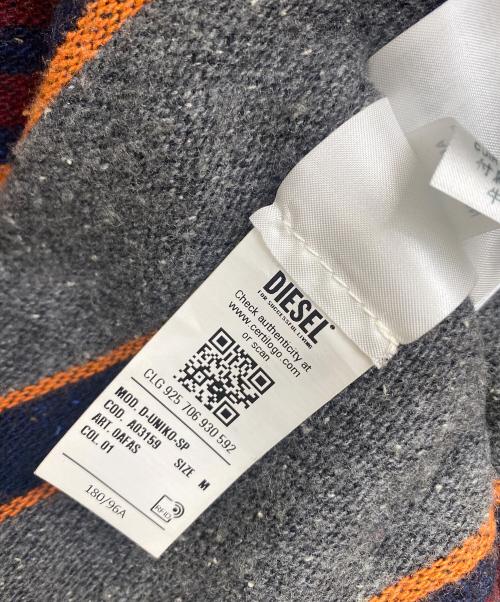 DIESEL
FOR SUCCESSFUL LIVING
Check authenticity at
www.certilogo.com
or scan
CLG 925 706 930 592
MOD. D-UNIKO-SP
COD. A03159 SIZE M
ART. 0AFAS
COL. 01
180/96A
RFID